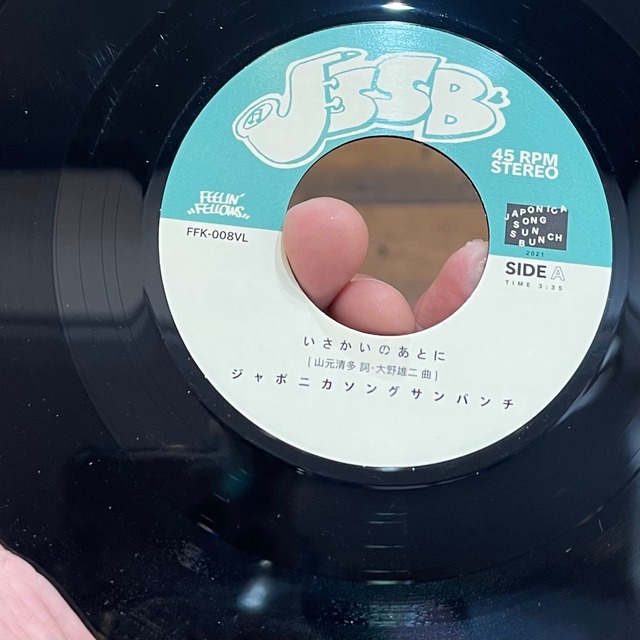 JSSB
45 RPM
STEREO
FEELIN'
FELLOWS
FFK-008VL
JAPONICA
SONG
SUN
BUNCH
2021
SIDE A
TIME 3:35
いさかいのあとに
[山元清多 詞・大野雄二 曲]
ジャポニカソングサンバンチ